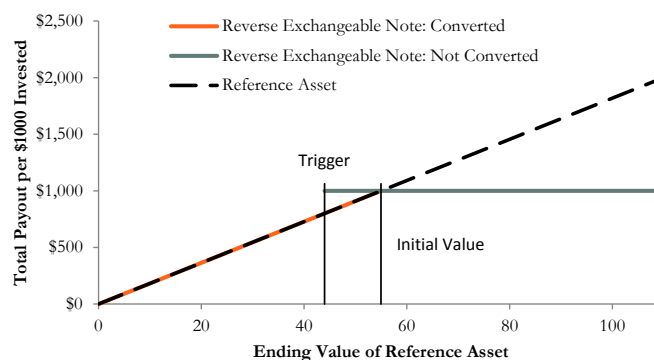 $2,500
$2,000
$1,500
$1,000
$500
$0
Total Payout per $1000 Invested
Reverse Exchangeable Note: Converted
Reverse Exchangeable Note: Not Converted
Reference Asset
Trigger
Initial Value
0 20 40 60 80 100
Ending Value of Reference Asset